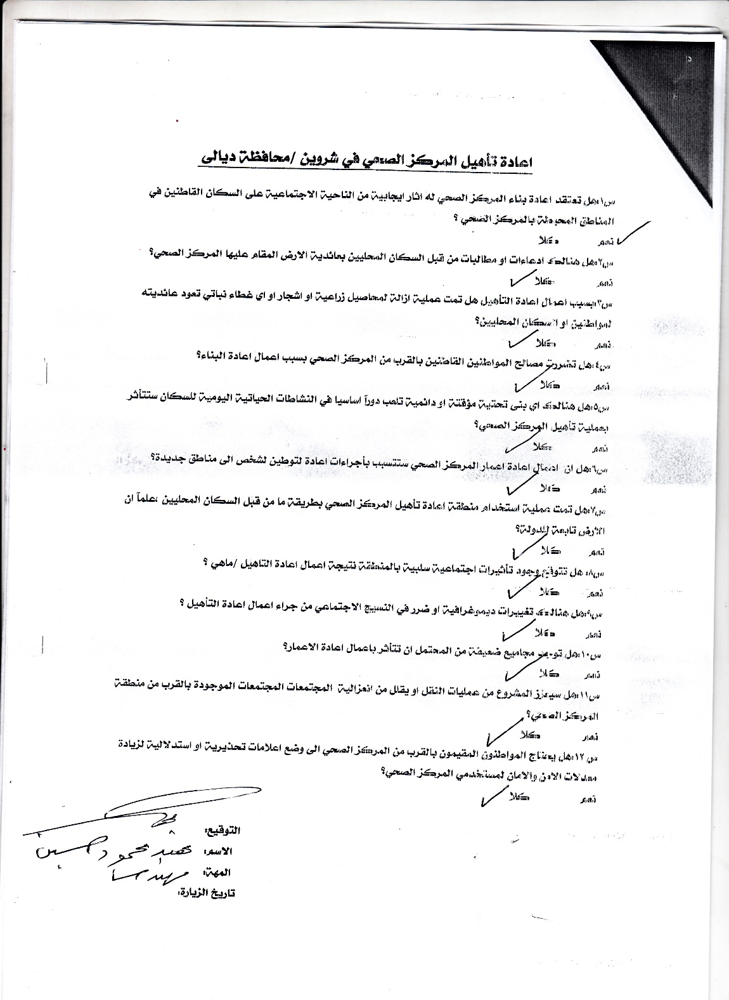 اعادة تأهيل المركز الصحي في شروين /محافظة ديالى
س١:هل تعتقد اعادة بناء المركز الصحي له اثار ايجابية من الناحية الاجتماعية على السكان القاطنين في
المناطق المحيطة بالمركز الصحي ؟
نعم كلا
س٢:هل هنالك ادعاءات او مطالبات من قبل السكان المحليين بعائدية الارض المقام عليها المركز الصحي؟
نعم كلا
س٣:بسبب اعمال اعادة التأهيل هل تمت عملية ازالة لمحاصيل زراعية او اشجار او اي غطاء نباتي تعود عائديته
لمواطنين او السكان المحليين؟
نعم كلا
س٤:هل تضررت مصالح المواطنين القاطنين بالقرب من المركز الصحي بسبب اعمال اعادة البناء؟
نعم كلا
س٥:هل هنالك اي بنى تحتية مؤقتة او دائمية تلعب دورآ اساسيا في النشاطات الحياتية اليومية للسكان ستتأثر
بعملية تأهيل المركز الصحي؟
نعم كلا
س٦:هل ان اعمال اعادة اعمار المركز الصحي ستتسبب بأجراءات اعادة لتوطين لشخص الى مناطق جديدة؟
نعم كلا
س٧:هل تمت عملية استخدام منطقة اعادة تأهيل المركز الصحي بطريقة ما من قبل السكان المحليين ،علمآ ان
الارض تابعة للدولة؟
نعم كلا
س٨: هل تتوقع وجود تأثيرات اجتماعية سلبية بالمنطقة نتيجة اعمال اعادة التاهيل /ماهي ؟
نعم كلا
س٩:هل هنالك تغييرات ديموغرافية او ضرر في النسيج الاجتماعي من جراء اعمال اعادة التأهيل ؟
نعم كلا
س١٠:هل توجد مجاميع ضعيفة من المحتمل ان تتأثر باعمال اعادة الاعمار؟
نعم كلا
س١١:هل سيعزز المشروع من عمليات النقل او يقلل من انعزالية المجتمعات المجتمعات الموجودة بالقرب من منطقة
المركز الصحي؟
نعم كلا
س١٢:هل يحتاج المواطنون المقيمون بالقرب من المركز الصحي الى وضع اعلامات تحذيرية او استدلالية لزيادة
معدلات الامن والامان لمستخدمي المركز الصحي؟
نعم كلا
التوقيع:
الاسم: محمود حسين
المهة: مهندس
تاريخ الزيارة: